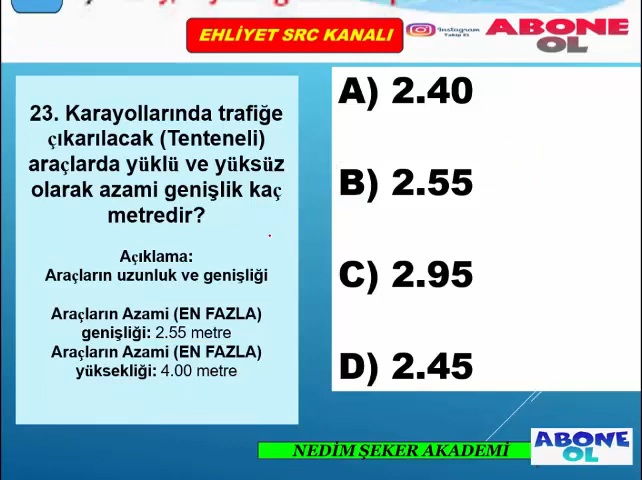 EHLİYET SRC KANALI
Instagram
Takip Et
ABONE
OL
23. Karayollarında trafiğe
çıkarılacak (Tenteneli)
araçlarda yüklü ve yüksüz
olarak azami genişlik kaç
metredir?
Açıklama:
Araçların uzunluk ve genişliği
Araçların Azami (EN FAZLA)
genişliği: 2.55 metre
Araçların Azami (EN FAZLA)
yüksekliği: 4.00 metre
A) 2.40
B) 2.55
C) 2.95
D) 2.45
NEDİM ŞEKER AKADEMİ
ABONE
OL